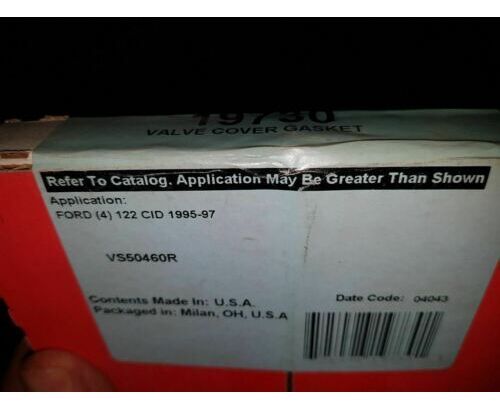 19730
VALVE COVER GASKET
Refer To Catalog. Application May Be Greater Than Shown
Application:
FORD (4) 122 CID 1995-97
VS50460R
Contents Made In: U.S.A.
Date Code: 04043
Packaged in: Milan, OH, U.S.A